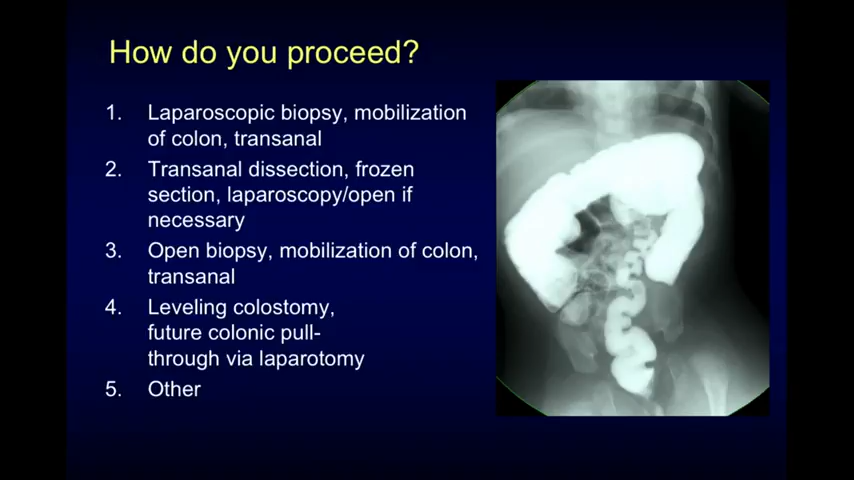 How do you proceed?
1. Laparoscopic biopsy, mobilization
of colon, transanal
2. Transanal dissection, frozen
section, laparoscopy/open if
necessary
3. Open biopsy, mobilization of colon,
transanal
4. Leveling colostomy,
future colonic pull-
through via laparotomy
5. Other